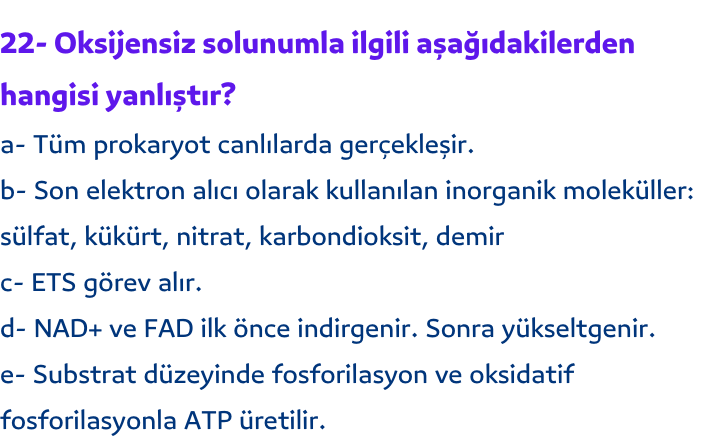 22- Oksijensiz solunumla ilgili aşağıdakilerden
hangisi yanlıştır?
a- Tüm prokaryot canlılarda gerçekleşir.
b- Son elektron alıcı olarak kullanılan inorganik moleküller:
sülfat, kükürt, nitrat, karbondioksit, demir
c- ETS görev alır.
d- NAD+ ve FAD ilk önce indirgenir. Sonra yükseltgenir.
e- Substrat düzeyinde fosforilasyon ve oksidatif
fosforilasyonla ATP üretilir.